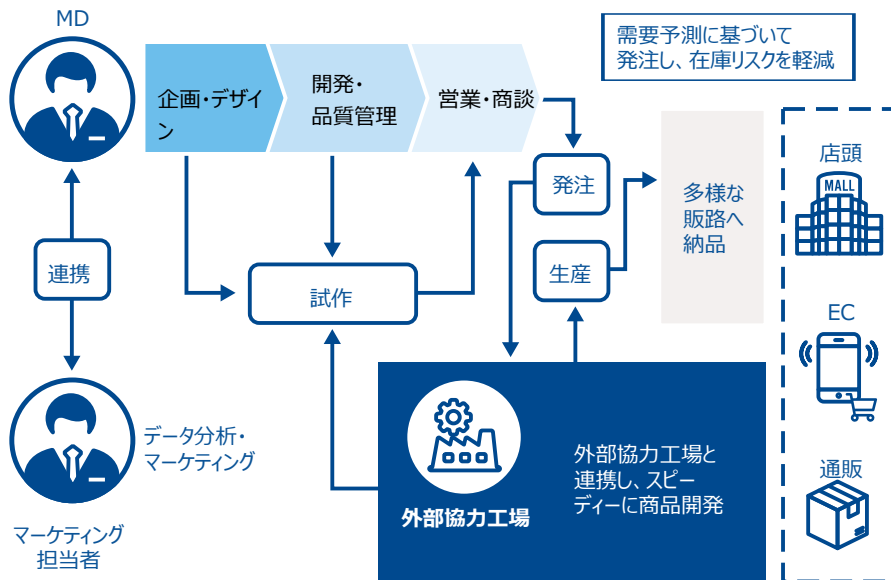 MD
需要予測に基づいて
発注し、在庫リスクを軽減
企画・デザイ
ン
開発・
品質管理
営業・商談
発注
多様な
販路へ
納品
店頭
MALL
連携
試作
生産
EC
データ分析・
マーケティング
外部協力工場と
連携し、スピー
ディーに商品開発
外部協力工場
通販
マーケティング
担当者